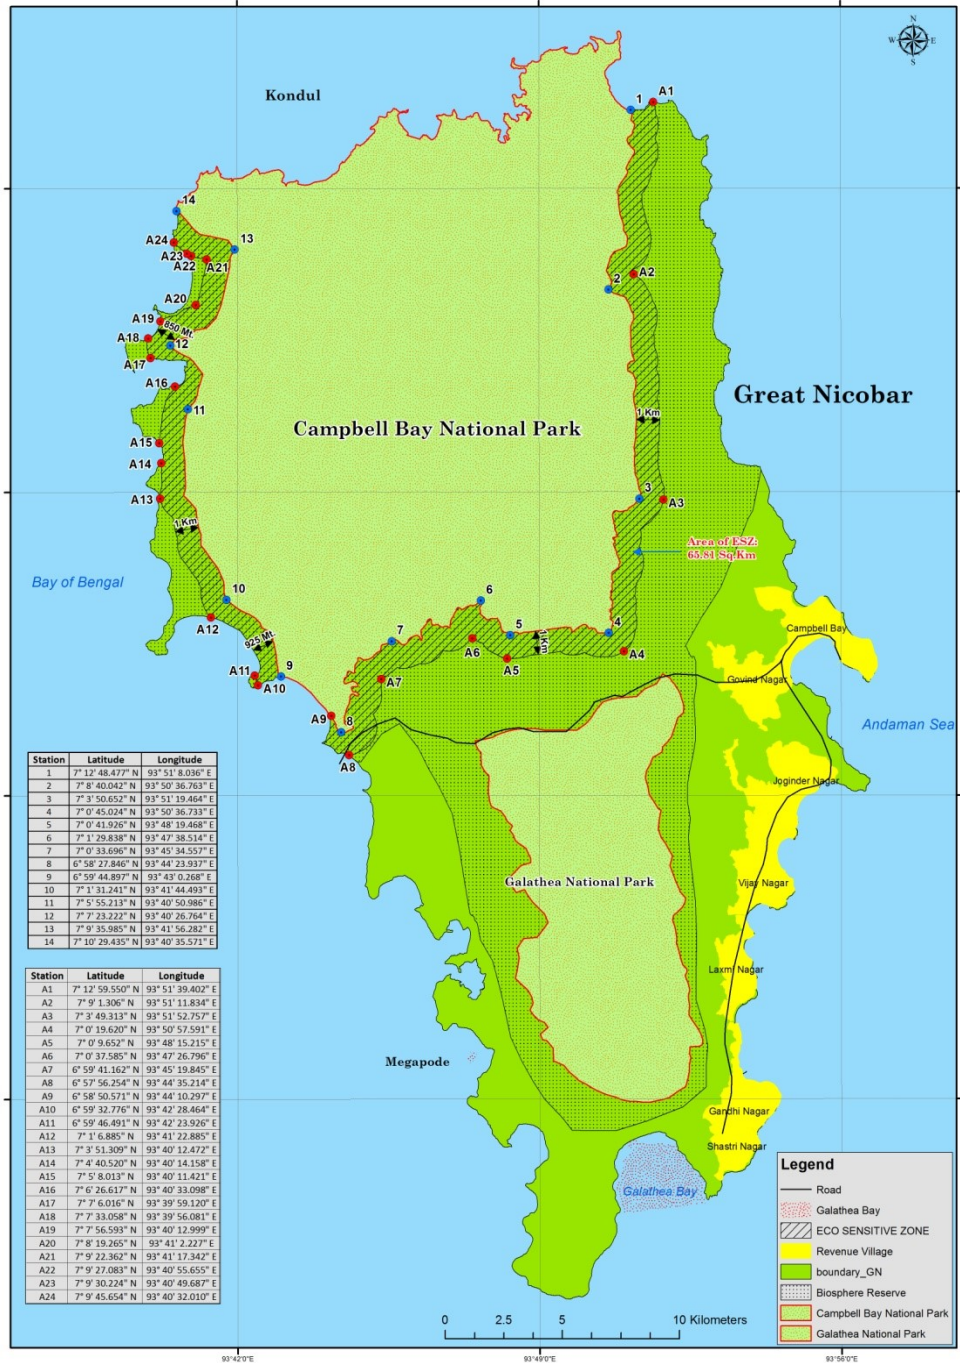 N
W E
S
Kondul
1
A1
14
13
A24
A23
A22
A21
A2
2
A20
A19
850 Mt.
A18
12
A17
A16
Great Nicobar
11
1 Km
Campbell Bay National Park
A15
A14
A13
3
A3
1 Km
Area of ESZ:
65.81 Sq.Km
Bay of Bengal
10
6
A12
5
4
Campbell Bay
925 Mt.
7
A6
1 Km
A5
A4
A11
A10
9
A7
Govind Nagar
A9
8
Andaman Sea
A8
Joginder Nagar
Station Latitude Longitude
1 7° 12' 48.477" N 93° 51' 8.036" E
2 7° 8' 40.042" N 93° 50' 36.763" E
3 7° 3' 50.652" N 93° 51' 19.464" E
4 7° 0' 45.024" N 93° 50' 36.733" E
5 7° 0' 41.926" N 93° 48' 19.468" E
6 7° 1' 29.838" N 93° 47' 38.514" E
7 7° 0' 33.696" N 93° 45' 34.557" E
8 6° 58' 27.846" N 93° 44' 23.937" E
9 6° 59' 44.897" N 93° 43' 0.268" E
10 7° 1' 31.241" N 93° 41' 44.493" E
11 7° 5' 55.213" N 93° 40' 50.986" E
12 7° 7' 23.222" N 93° 40' 26.764" E
13 7° 9' 35.985" N 93° 41' 56.282" E
14 7° 10' 29.435" N 93° 40' 35.571" E
Galathea National Park
Vijay Nagar
Laxmi Nagar
Station Latitude Longitude
A1 7° 12' 59.550" N 93° 51' 39.402" E
A2 7° 9' 1.306" N 93° 51' 11.834" E
A3 7° 3' 49.313" N 93° 51' 52.757" E
A4 7° 0' 19.620" N 93° 50' 57.591" E
A5 7° 0' 9.652" N 93° 48' 15.215" E
A6 7° 0' 37.585" N 93° 47' 26.796" E
A7 6° 59' 41.162" N 93° 45' 19.845" E
A8 6° 57' 56.254" N 93° 44' 35.214" E
A9 6° 58' 50.571" N 93° 44' 10.297" E
A10 6° 59' 32.776" N 93° 42' 28.464" E
A11 6° 59' 46.491" N 93° 42' 23.926" E
A12 7° 1' 6.885" N 93° 41' 22.885" E
A13 7° 3' 51.309" N 93° 40' 12.472" E
A14 7° 4' 40.520" N 93° 40' 14.158" E
A15 7° 5' 8.013" N 93° 40' 11.421" E
A16 7° 6' 26.617" N 93° 40' 33.098" E
A17 7° 7' 6.016" N 93° 39' 59.120" E
A18 7° 7' 33.058" N 93° 39' 56.081" E
A19 7° 7' 56.593" N 93° 40' 12.999" E
A20 7° 8' 19.265" N 93° 41' 2.227" E
A21 7° 9' 22.362" N 93° 41' 17.342" E
A22 7° 9' 27.083" N 93° 40' 55.655" E
A23 7° 9' 30.224" N 93° 40' 49.687" E
A24 7° 9' 45.654" N 93° 40' 32.010" E
Megapode
Gandhi Nagar
Shastri Nagar
Galathea Bay
Legend
Road
Galathea Bay
ECO SENSITIVE ZONE
Revenue Village
boundary_GN
Biosphere Reserve
Campbell Bay National Park
Galathea National Park
0 2.5 5 10 Kilometers
93°42'0"E 93°49'0"E 93°56'0"E